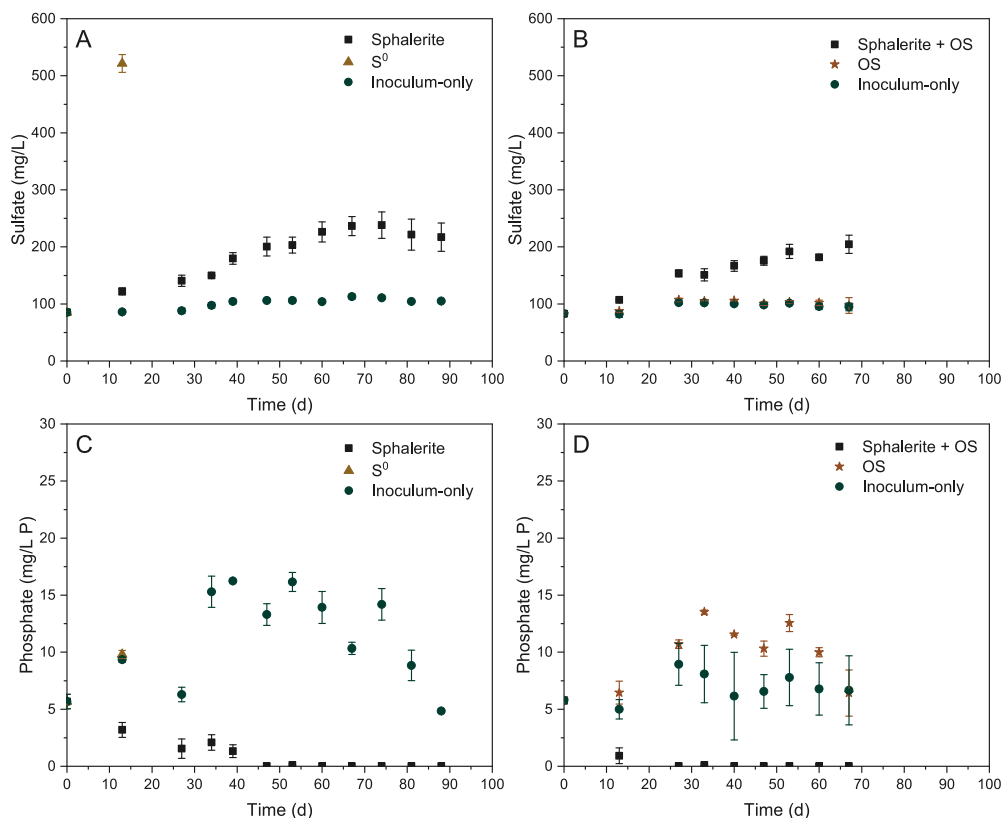 A
Sphalerite
S⁰
Inoculum-only
Sulfate (mg/L)
600
500
400
300
200
100
0
0 10 20 30 40 50 60 70 80 90 100
Time (d)
B
Sphalerite + OS
OS
Inoculum-only
Sulfate (mg/L)
600
500
400
300
200
100
0
0 10 20 30 40 50 60 70 80 90 100
Time (d)
C
Sphalerite
S⁰
Inoculum-only
Phosphate (mg/L P)
30
25
20
15
10
5
0
0 10 20 30 40 50 60 70 80 90 100
Time (d)
D
Sphalerite + OS
OS
Inoculum-only
Phosphate (mg/L P)
30
25
20
15
10
5
0
0 10 20 30 40 50 60 70 80 90 100
Time (d)